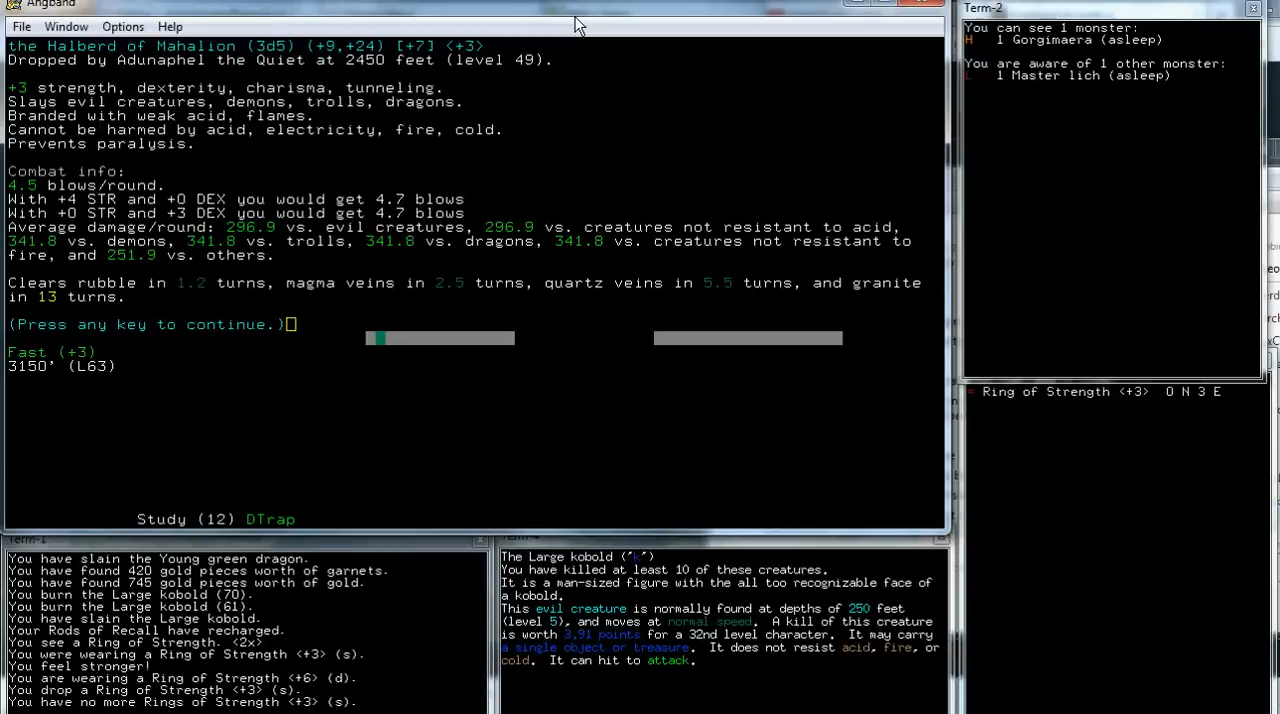 Angband
File Window Options Help
the Halberd of Mahalion (3d5) (+9,+24) [+7] <+3>
Dropped by Adunaphel the Quiet at 2450 feet (level 49).
+3 strength, dexterity, charisma, tunneling.
Slays evil creatures, demons, trolls, dragons.
Branded with weak acid, flames.
Cannot be harmed by acid, electricity, fire, cold.
Prevents paralysis.
Combat info:
4.5 blows/round.
With +4 STR and +0 DEX you would get 4.7 blows
With +0 STR and +3 DEX you would get 4.7 blows
Average damage/round: 296.9 vs. evil creatures, 296.9 vs. creatures not resistant to acid,
341.8 vs. demons, 341.8 vs. trolls, 341.8 vs. dragons, 341.8 vs. creatures not resistant to
fire, and 251.9 vs. others.
Clears rubble in 1.2 turns, magma veins in 2.5 turns, quartz veins in 5.5 turns, and granite
in 13 turns.
(Press any key to continue.)
Fast (+3)
3150' (L63)
Study (12) DTrap
Term-2
You can see 1 monster:
H 1 Gorgimaera (asleep)
You are aware of 1 other monster:
L 1 Master lich (asleep)
= Ring of Strength <+3> O N 3 E
Term-1
You have slain the Young green dragon.
You have found 420 gold pieces worth of garnets.
You have found 745 gold pieces worth of gold.
You burn the Large kobold (70).
You burn the Large kobold (61).
You have slain the Large kobold.
Your Rods of Recall have recharged.
You see a Ring of Strength. <2x>
You were wearing a Ring of Strength <+3> (s).
You feel stronger!
You are wearing a Ring of Strength <+6> (d).
You drop a Ring of Strength <+3> (s).
You have no more Rings of Strength <+3> (s).
The Large kobold ('k')
You have killed at least 10 of these creatures.
It is a man-sized figure with the all too recognizable face of
a kobold.
This evil creature is normally found at depths of 250 feet
(level 5), and moves at normal speed. A kill of this creature
is worth 3.91 points for a 32nd level character. It may carry
a single object or treasure. It does not resist acid, fire, or
cold. It can hit to attack.